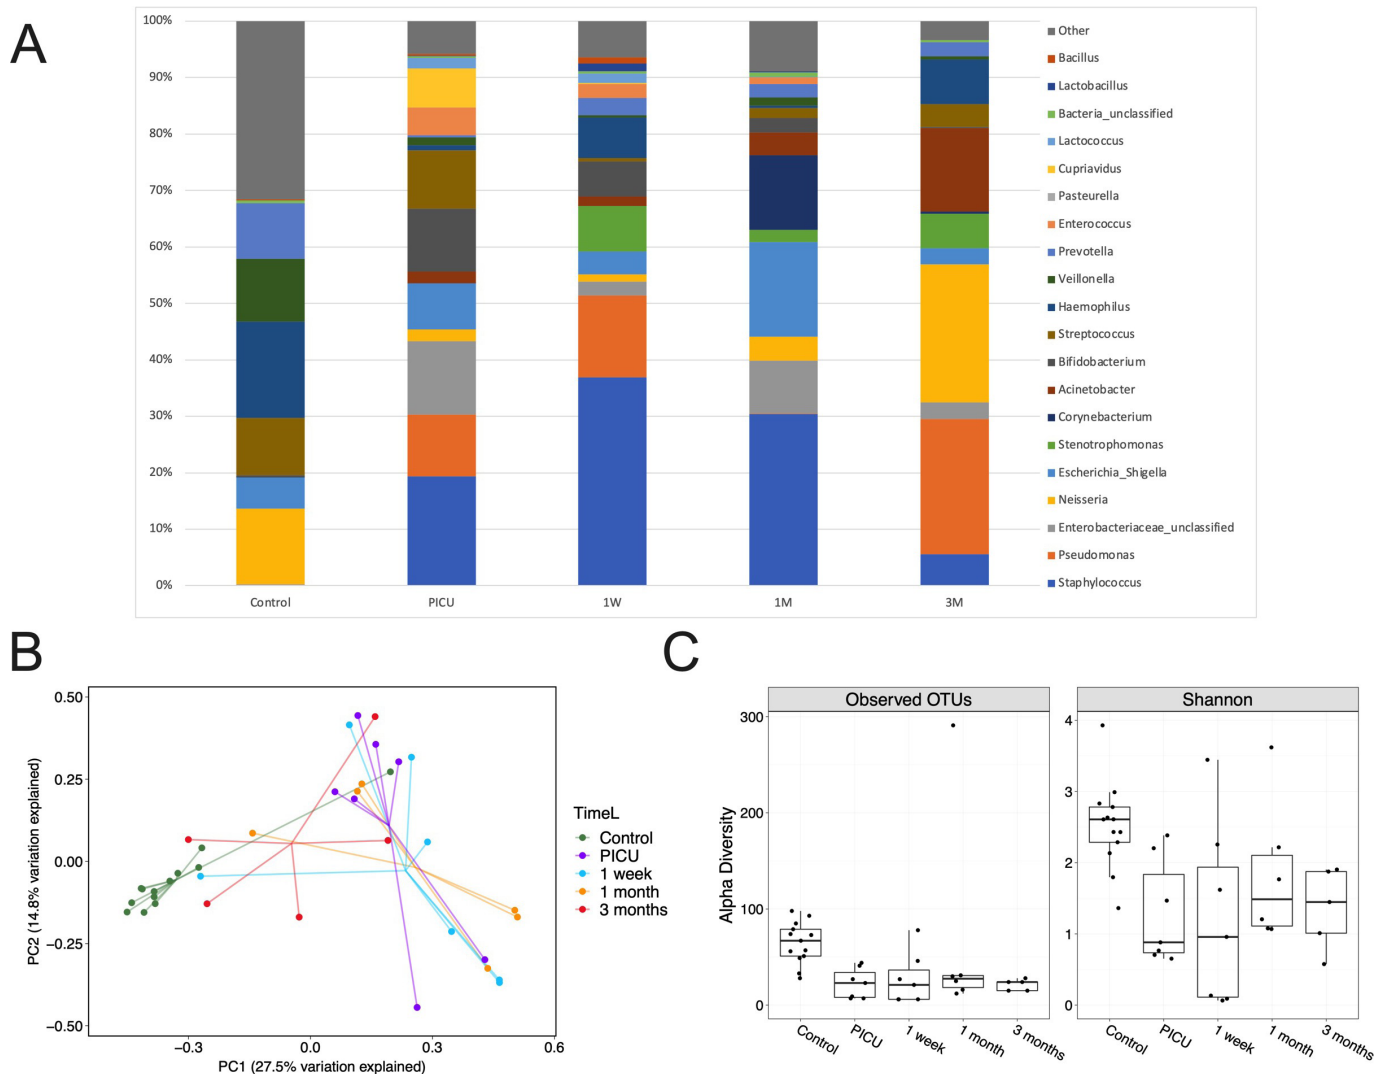 A
100%
90%
80%
70%
60%
50%
40%
30%
20%
10%
0%
Control
PICU
1W
1M
3M
Other
Bacillus
Lactobacillus
Bacteria_unclassified
Lactococcus
Cupriavidus
Pasteurella
Enterococcus
Prevotella
Veillonella
Haemophilus
Streptococcus
Bifidobacterium
Acinetobacter
Corynebacterium
Stenotrophomonas
Escherichia_Shigella
Neisseria
Enterobacteriaceae_unclassified
Pseudomonas
Staphylococcus
B
PC2 (14.8% variation explained)
0.50
0.25
0.00
−0.25
−0.50
−0.3
0.0
0.3
0.6
PC1 (27.5% variation explained)
TimeL
Control
PICU
1 week
1 month
3 months
C
Alpha Diversity
Observed OTUs
300
200
100
0
Control
PICU
1 week
1 month
3 months
Shannon
4
3
2
1
0
Control
PICU
1 week
1 month
3 months